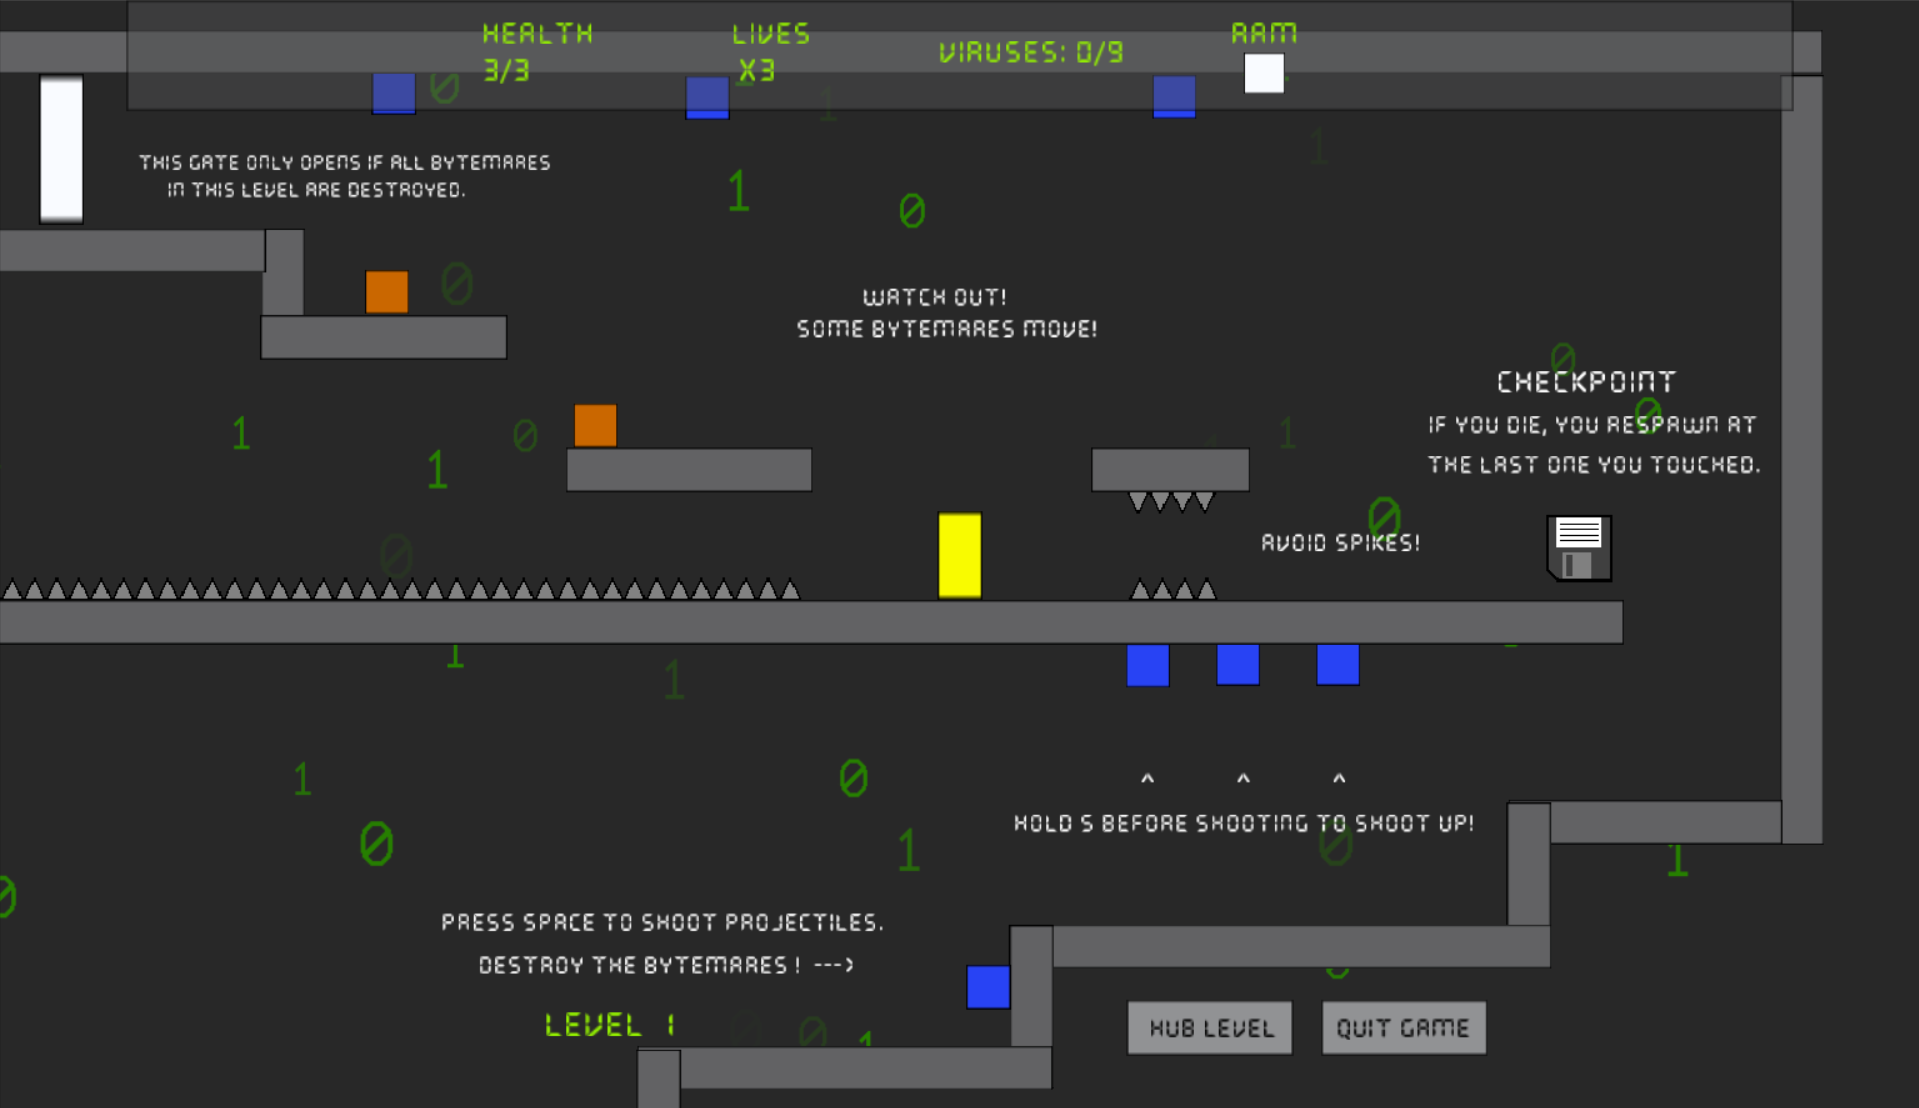 HEALTH
3/3
LIVES
X3
VIRUSES: 0/9
RAM
THIS GATE ONLY OPENS IF ALL BYTEMARES
IN THIS LEVEL ARE DESTROYED.
WATCH OUT!
SOME BYTEMARES MOVE!
CHECKPOINT
IF YOU DIE, YOU RESPAWN AT
THE LAST ONE YOU TOUCHED.
AVOID SPIKES!
^ ^ ^
HOLD S BEFORE SHOOTING TO SHOOT UP!
PRESS SPACE TO SHOOT PROJECTILES.
DESTROY THE BYTEMARES! --->
LEVEL 1
HUB LEVEL
QUIT GAME